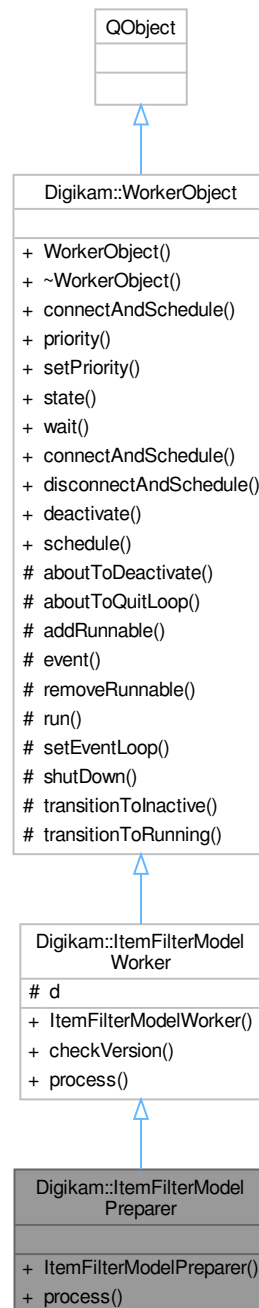 QObject
Digikam::WorkerObject
+ WorkerObject()
+ ~WorkerObject()
+ connectAndSchedule()
+ priority()
+ setPriority()
+ state()
+ wait()
+ connectAndSchedule()
+ disconnectAndSchedule()
+ deactivate()
+ schedule()
# aboutToDeactivate()
# aboutToQuitLoop()
# addRunnable()
# event()
# removeRunnable()
# run()
# setEventLoop()
# shutDown()
# transitionToInactive()
# transitionToRunning()
Digikam::ItemFilterModel
Worker
# d
+ ItemFilterModelWorker()
+ checkVersion()
+ process()
Digikam::ItemFilterModel
Preparer
+ ItemFilterModelPreparer()
+ process()